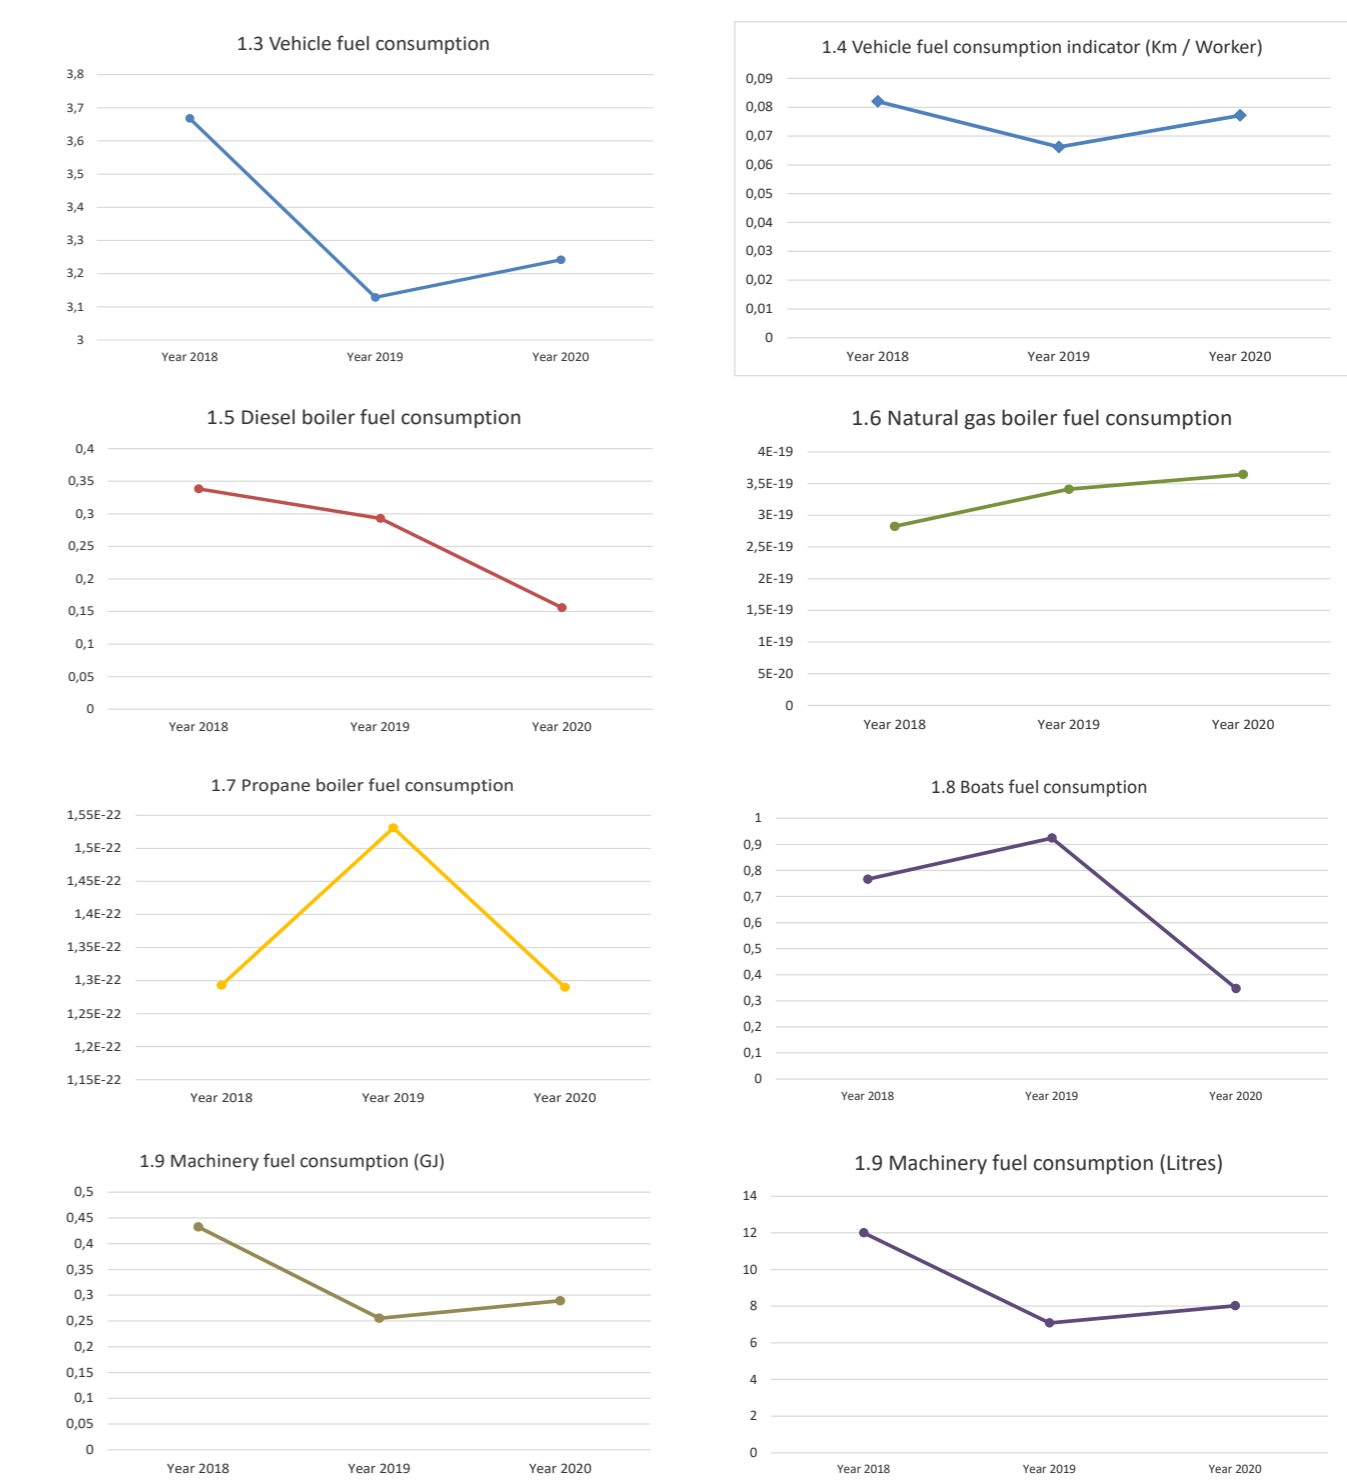 1.3 Vehicle fuel consumption
3,8
3,7
3,6
3,5
3,4
3,3
3,2
3,1
3
Year 2018 Year 2019 Year 2020
1.4 Vehicle fuel consumption indicator (Km / Worker)
0,09
0,08
0,07
0,06
0,05
0,04
0,03
0,02
0,01
0
Year 2018 Year 2019 Year 2020
1.5 Diesel boiler fuel consumption
0,4
0,35
0,3
0,25
0,2
0,15
0,1
0,05
0
Year 2018 Year 2019 Year 2020
1.6 Natural gas boiler fuel consumption
4E-19
3,5E-19
3E-19
2,5E-19
2E-19
1,5E-19
1E-19
5E-20
0
Year 2018 Year 2019 Year 2020
1.7 Propane boiler fuel consumption
1,55E-22
1,5E-22
1,45E-22
1,4E-22
1,35E-22
1,3E-22
1,25E-22
1,2E-22
1,15E-22
Year 2018 Year 2019 Year 2020
1.8 Boats fuel consumption
1
0,9
0,8
0,7
0,6
0,5
0,4
0,3
0,2
0,1
0
Year 2018 Year 2019 Year 2020
1.9 Machinery fuel consumption (GJ)
0,5
0,45
0,4
0,35
0,3
0,25
0,2
0,15
0,1
0,05
0
Year 2018 Year 2019 Year 2020
1.9 Machinery fuel consumption (Litres)
14
12
10
8
6
4
2
0
Year 2018 Year 2019 Year 2020